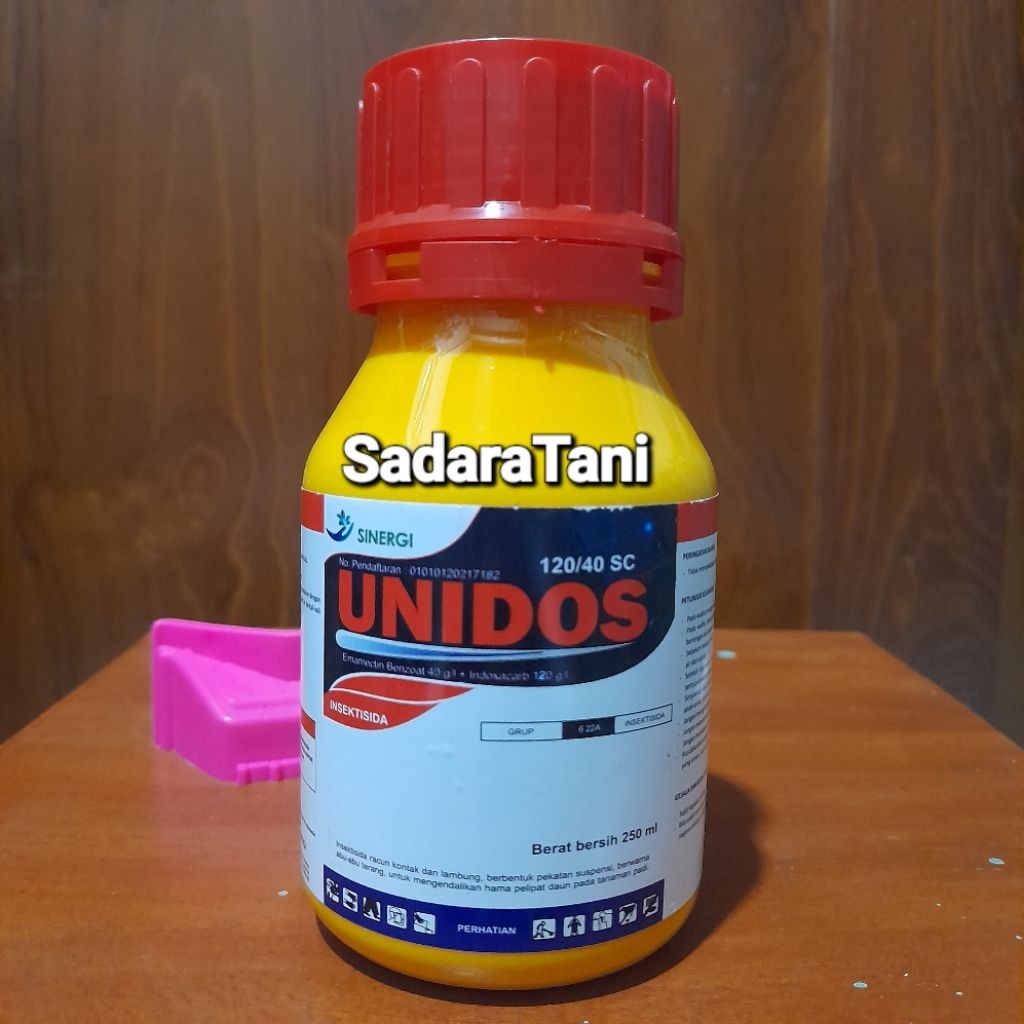 SadaraTani
SINERGI
120/40 SC
No. Pendaftaran : 01010120217182
UNIDOS
Emamectin Benzoat 40 g/l • Indoxacarb 120 g/l
INSEKTISIDA
GRUP 6 22A INSEKTISIDA
Berat bersih 250 ml
Insektisida racun kontak dan lambung, berbentuk pekatan suspensi, berwarna
abu-abu terang, untuk mengendalikan hama pelipat daun pada tanaman padi.
PERHATIAN